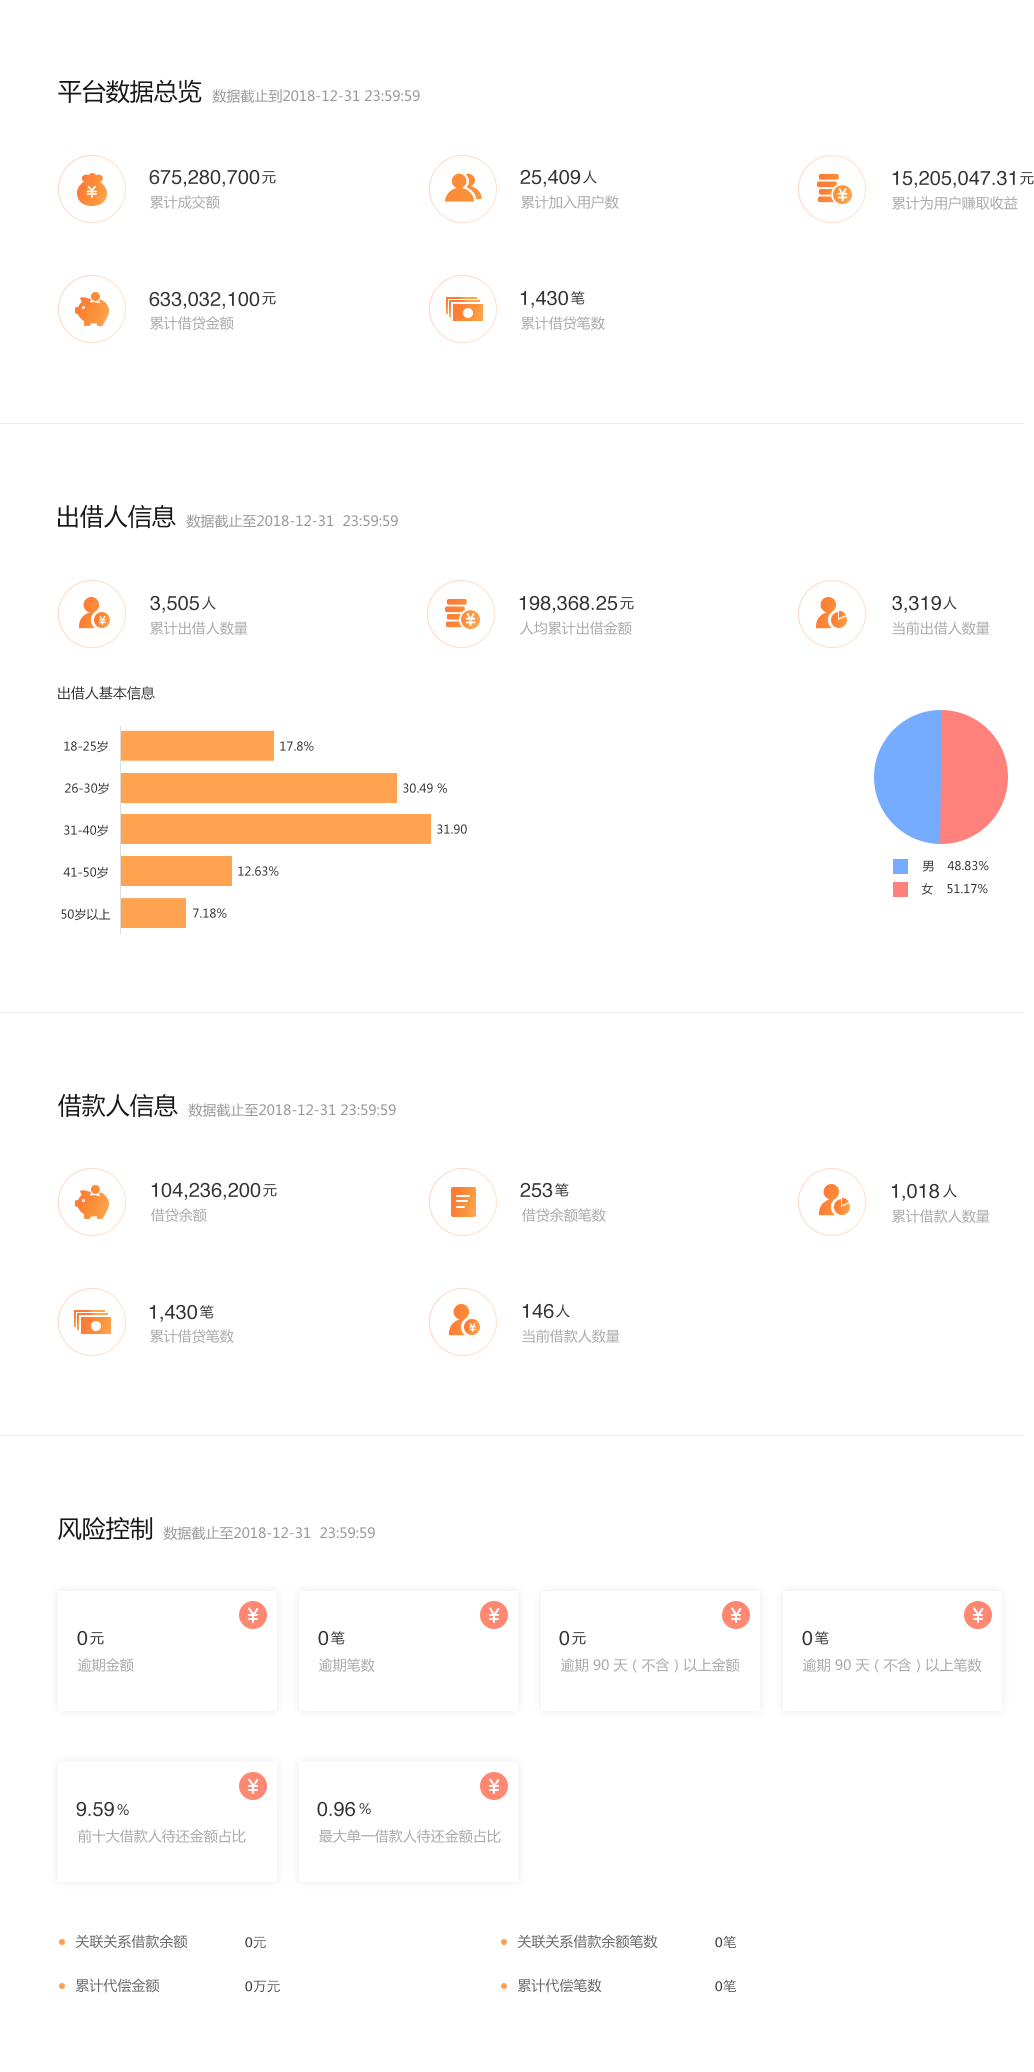 平台数据总览 数据截止到2018-12-31 23:59:59
675,280,700元
累计成交额
25,409人
累计加入用户数
15,205,047.31元
累计为用户赚取收益
633,032,100元
累计借贷金额
1,430笔
累计借贷笔数
出借人信息 数据截止至2018-12-31 23:59:59
3,505人
累计出借人数量
198,368.25元
人均累计出借金额
3,319人
当前出借人数量
出借人基本信息
18-25岁 17.8%
26-30岁 30.49 %
31-40岁 31.90
41-50岁 12.63%
50岁以上 7.18%
男 48.83%
女 51.17%
借款人信息 数据截止至2018-12-31 23:59:59
104,236,200元
借贷余额
253笔
借贷余额笔数
1,018人
累计借款人数量
1,430笔
累计借贷笔数
146人
当前借款人数量
风险控制 数据截止至2018-12-31 23:59:59
¥
0元
逾期金额
¥
0笔
逾期笔数
¥
0元
逾期 90 天（不含）以上金额
¥
0笔
逾期 90 天（不含）以上笔数
¥
9.59%
前十大借款人待还金额占比
¥
0.96%
最大单一借款人待还金额占比
关联关系借款余额 0元
关联关系借款余额笔数 0笔
累计代偿金额 0万元
累计代偿笔数 0笔